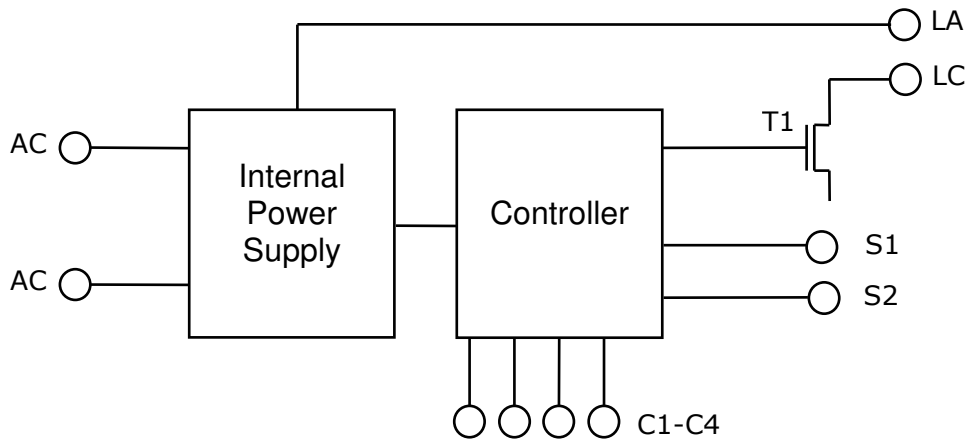 LA
LC
T1
AC
Internal
Power
Supply
Controller
S1
AC
S2
C1-C4